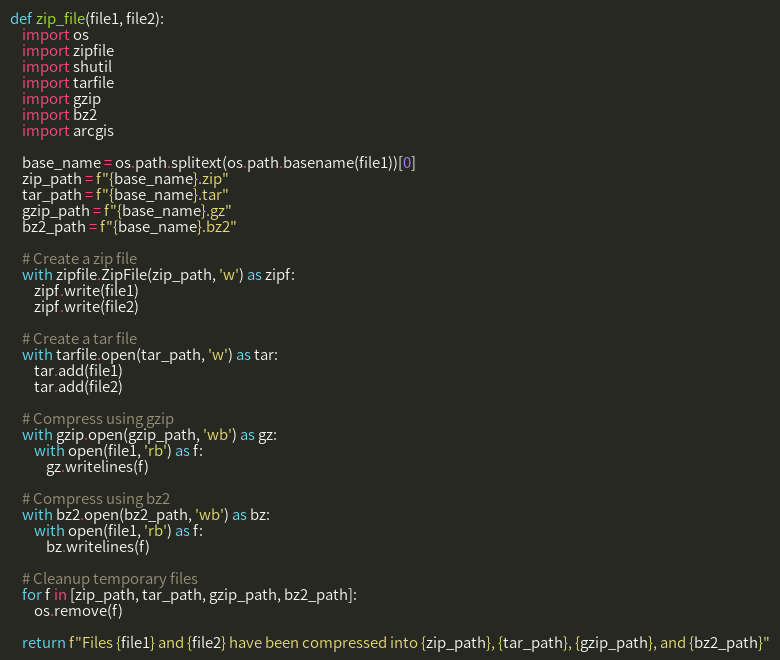 def zip_file(file1, file2):
    import os
    import zipfile
    import shutil
    import tarfile
    import gzip
    import bz2
    import arcgis

    base_name = os.path.splitext(os.path.basename(file1))[0]
    zip_path = f"{base_name}.zip"
    tar_path = f"{base_name}.tar"
    gzip_path = f"{base_name}.gz"
    bz2_path = f"{base_name}.bz2"

    # Create a zip file
    with zipfile.ZipFile(zip_path, 'w') as zipf:
        zipf.write(file1)
        zipf.write(file2)

    # Create a tar file
    with tarfile.open(tar_path, 'w') as tar:
        tar.add(file1)
        tar.add(file2)

    # Compress using gzip
    with gzip.open(gzip_path, 'wb') as gz:
        with open(file1, 'rb') as f:
            gz.writelines(f)

    # Compress using bz2
    with bz2.open(bz2_path, 'wb') as bz:
        with open(file1, 'rb') as f:
            bz.writelines(f)

    # Cleanup temporary files
    for f in [zip_path, tar_path, gzip_path, bz2_path]:
        os.remove(f)

    return f"Files {file1} and {file2} have been compressed into {zip_path}, {tar_path}, {gzip_path}, and {bz2_path}"